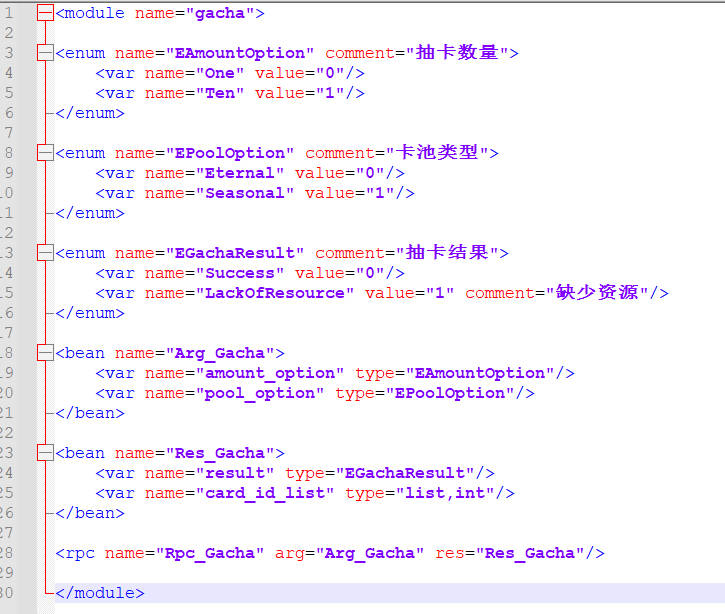 1 <module name="gacha">
2
3 <enum name="EAmountOption" comment="抽卡数量">
4 <var name="One" value="0"/>
5 <var name="Ten" value="1"/>
6 </enum>
7
8 <enum name="EPoolOption" comment="卡池类型">
9 <var name="Eternal" value="0"/>
10 <var name="Seasonal" value="1"/>
11 </enum>
12
13 <enum name="EGachaResult" comment="抽卡结果">
14 <var name="Success" value="0"/>
15 <var name="LackOfResource" value="1" comment="缺少资源"/>
16 </enum>
17
18 <bean name="Arg_Gacha">
19 <var name="amount_option" type="EAmountOption"/>
20 <var name="pool_option" type="EPoolOption"/>
21 </bean>
22
23 <bean name="Res_Gacha">
24 <var name="result" type="EGachaResult"/>
25 <var name="card_id_list" type="list,int"/>
26 </bean>
27
28 <rpc name="Rpc_Gacha" arg="Arg_Gacha" res="Res_Gacha"/>
29
30 </module>